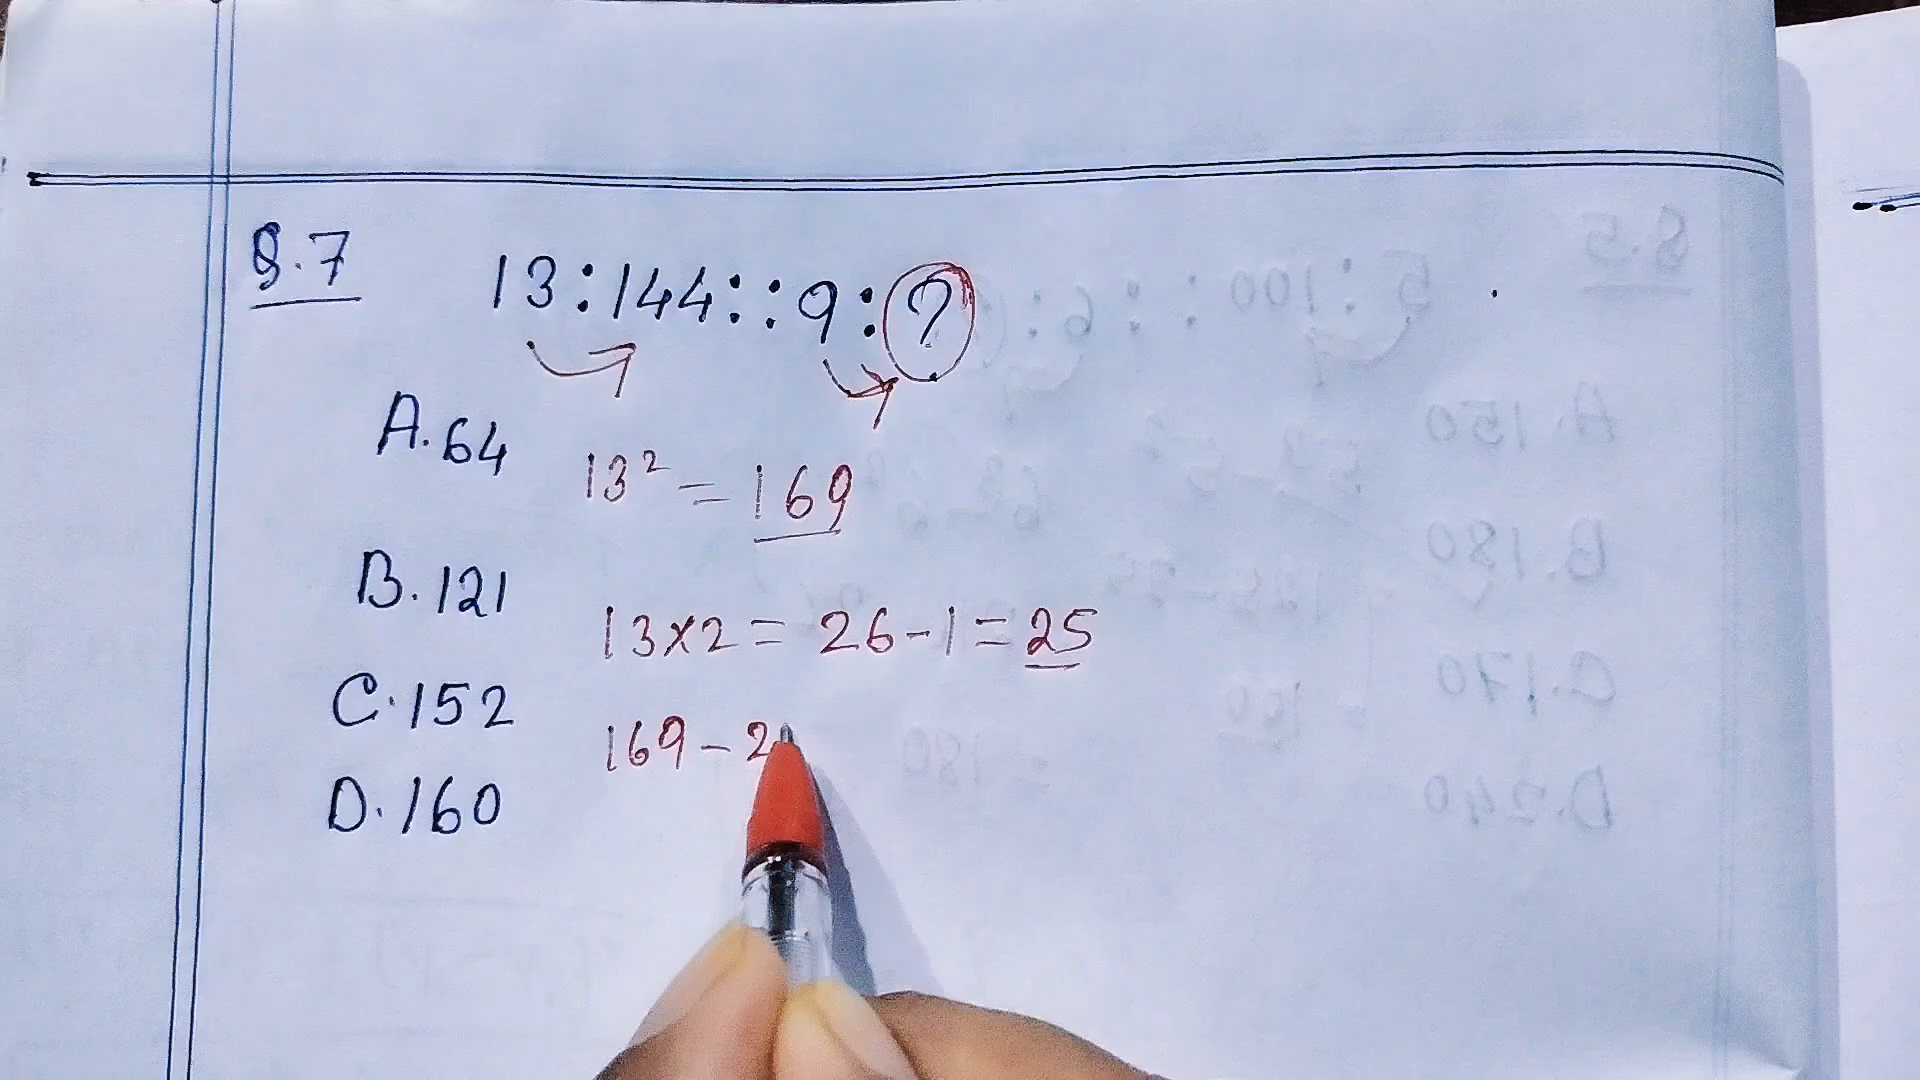 Q.7
13:144::9:?
A.64
13² = 169
B.121
13×2 = 26-1=25
C.152
169-2
D.160